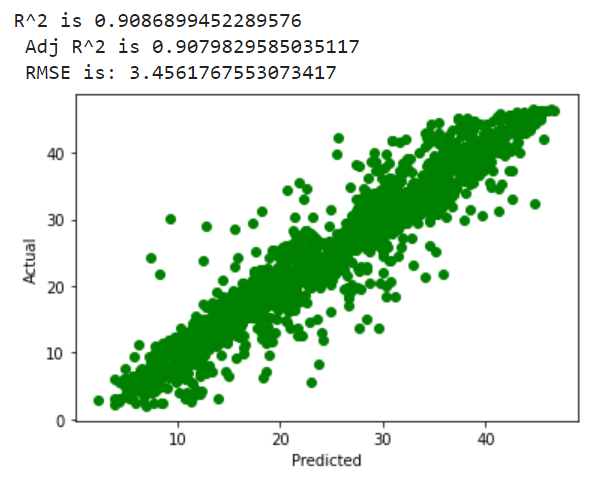 R^2 is 0.9086899452289576
Adj R^2 is 0.9079829585035117
RMSE is: 3.4561767553073417
40
30
20
10
0
Actual
10 20 30 40
Predicted